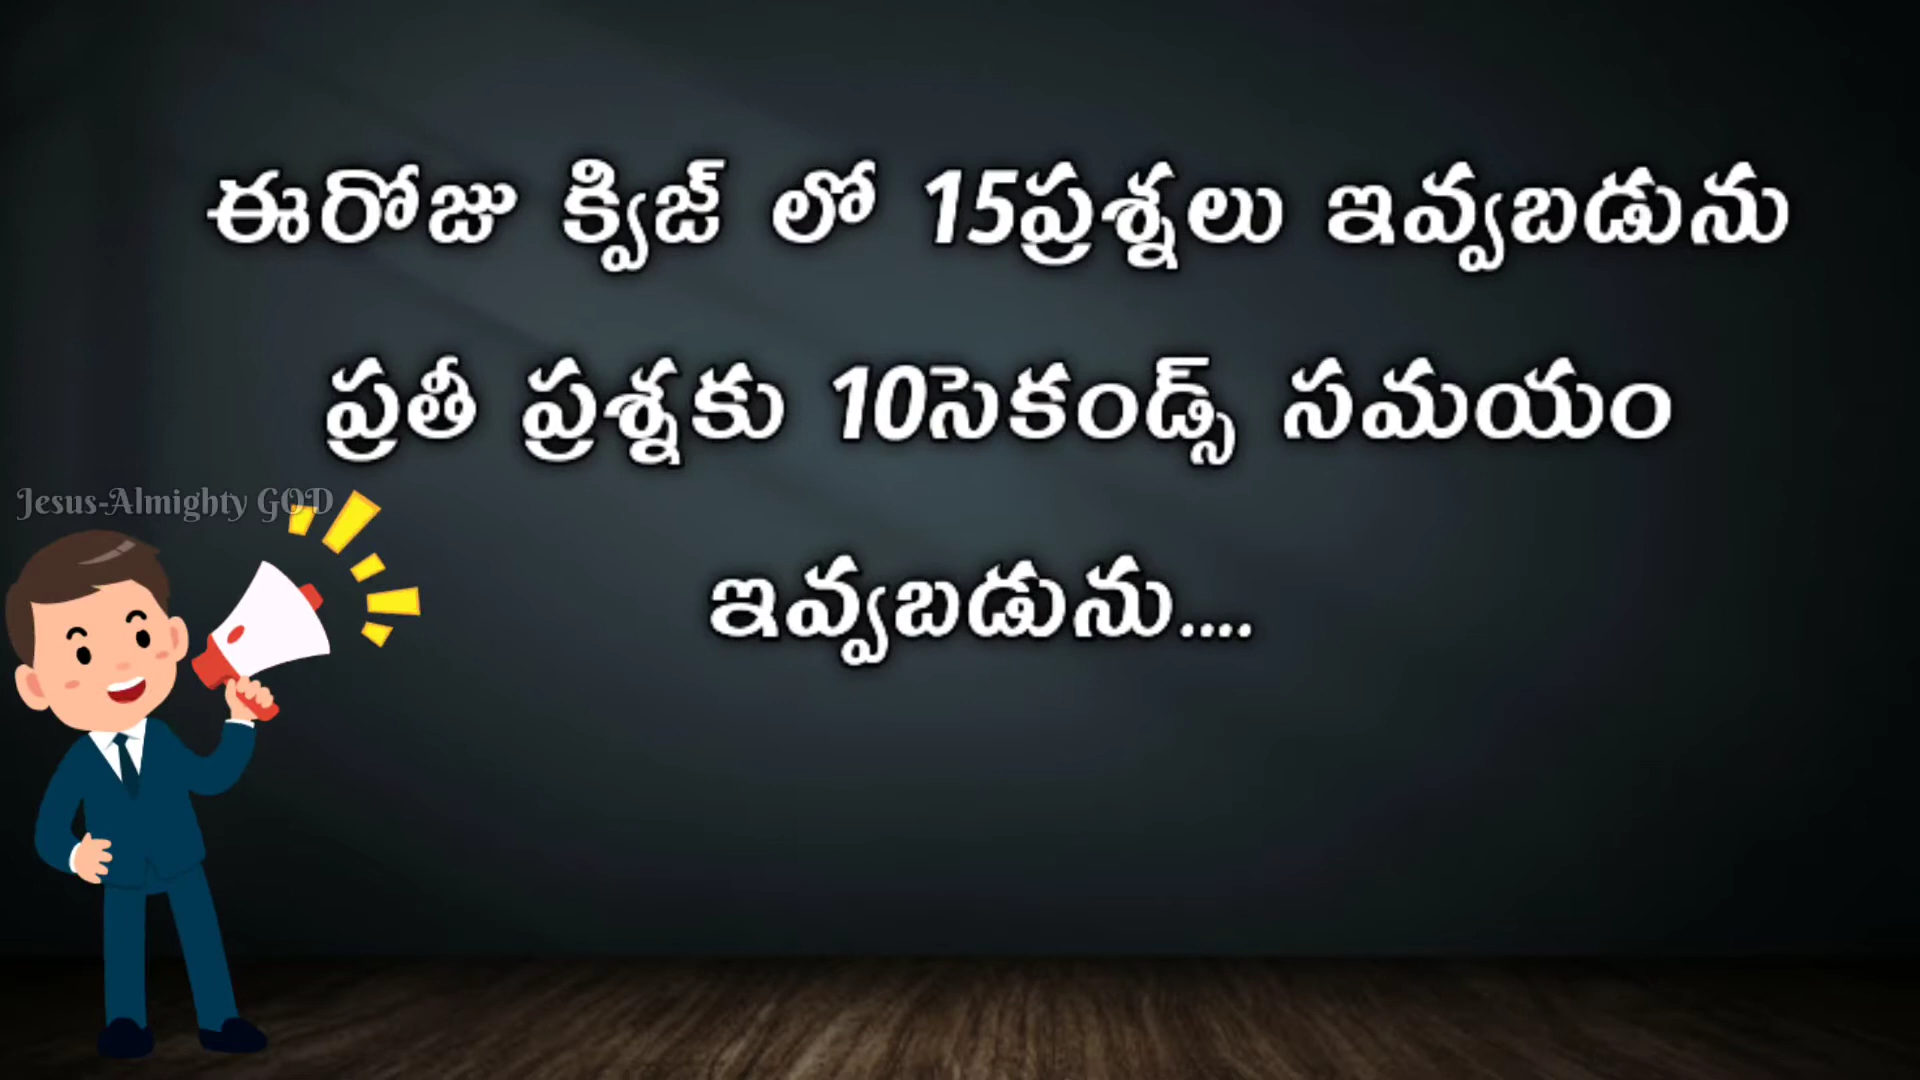 ఈరోజు క్విజ్ లో 15ప్రశ్నలు ఇవ్వబడును
ప్రతీ ప్రశ్నకు 10సెకండ్స్ సమయం
Jesus-Almighty GOD
ఇవ్వబడును....